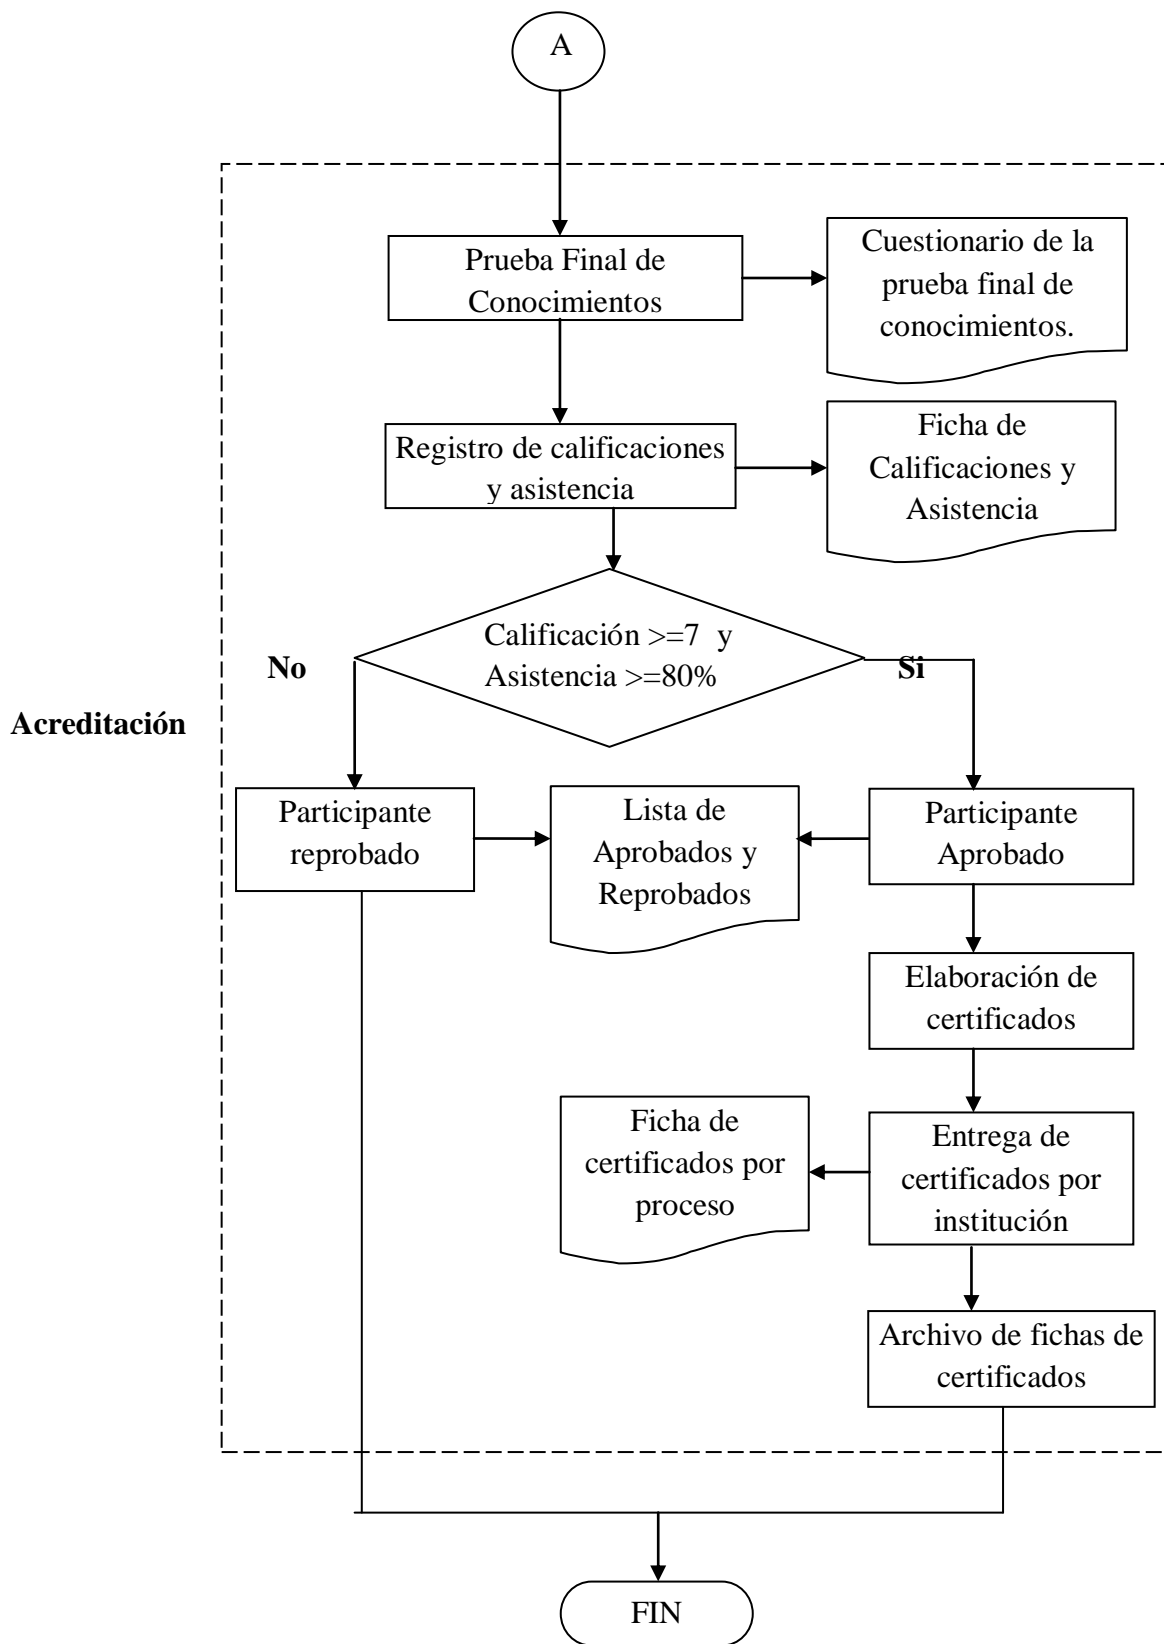 A
Prueba Final de
Conocimientos
Cuestionario de la
prueba final de
conocimientos.
Registro de calificaciones
y asistencia
Ficha de
Calificaciones y
Asistencia
Calificación >=7 y
Asistencia >=80%
No
Si
Acreditación
Participante
reprobado
Lista de
Aprobados y
Reprobados
Participante
Aprobado
Elaboración de
certificados
Ficha de
certificados por
proceso
Entrega de
certificados por
institución
Archivo de fichas de
certificados
FIN